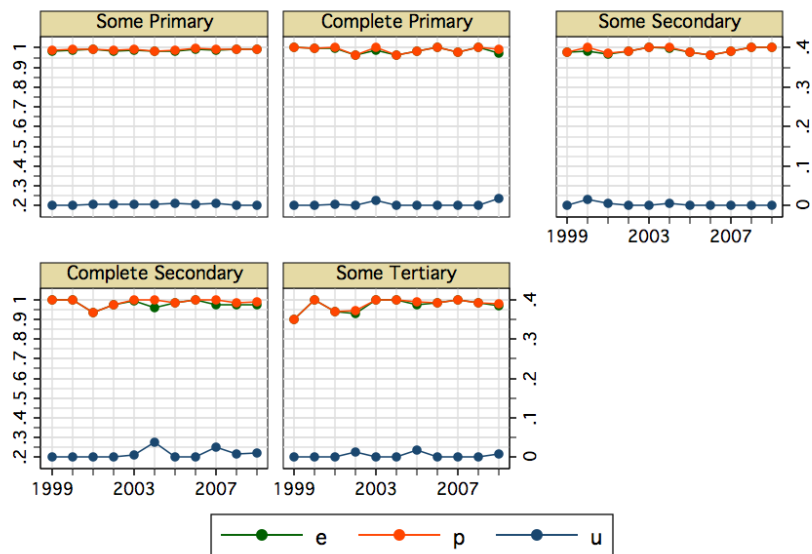 Some Primary
Complete Primary
Some Secondary
.2 .3 .4 .5 .6 .7 .8 .9 1
0 .1 .2 .3 .4
1999 2003 2007
Complete Secondary
Some Tertiary
.2 .3 .4 .5 .6 .7 .8 .9 1
0 .1 .2 .3 .4
1999 2003 2007
1999 2003 2007
e p u